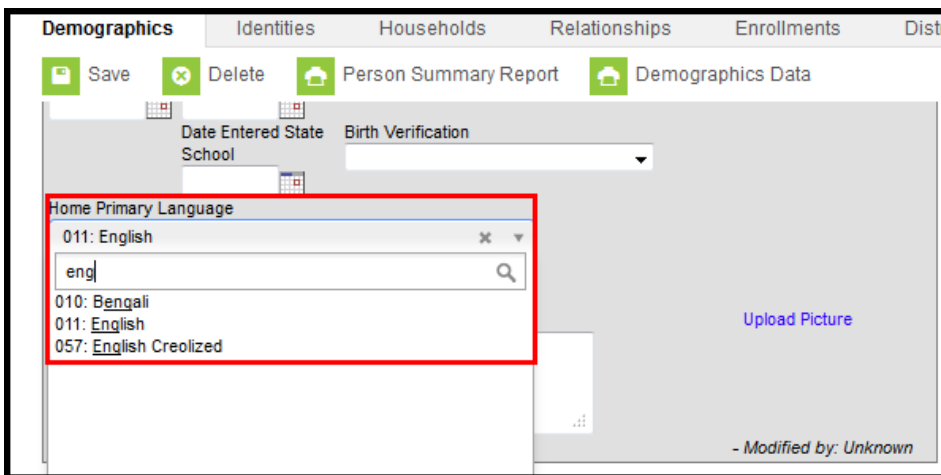 Demographics Identities Households Relationships Enrollments Dist
Save Delete Person Summary Report Demographics Data
Date Entered State School
Birth Verification
Home Primary Language
011: English
eng
010: Bengali
011: English
057: English Creolized
Upload Picture
- Modified by: Unknown